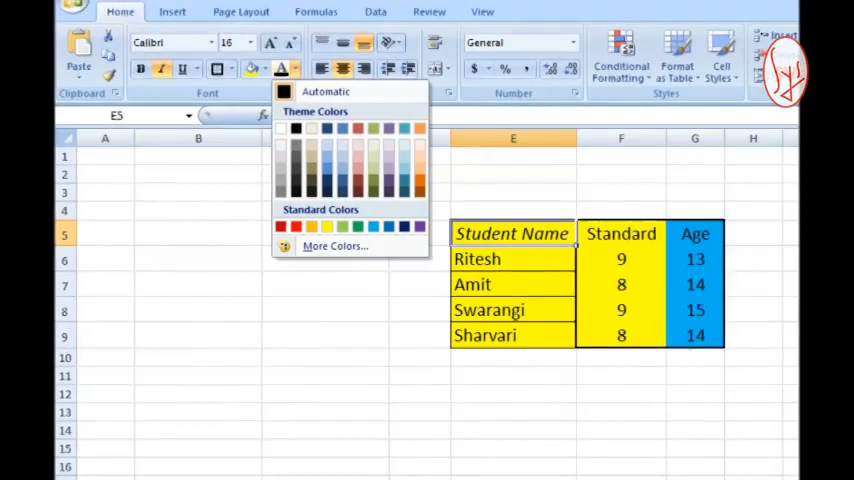 Home Insert Page Layout Formulas Data Review View
Calibri 16 A A General Insert
Paste B I U A $ % , Conditional Formatting Format as Table Cell Styles
Clipboard Font Number Styles
E5 fx
Automatic
Theme Colors
Standard Colors
More Colors...
A B E F G H
1
2
3
4
5 Student Name Standard Age
6 Ritesh 9 13
7 Amit 8 14
8 Swarangi 9 15
9 Sharvari 8 14
10
11
12
13
14
15
16